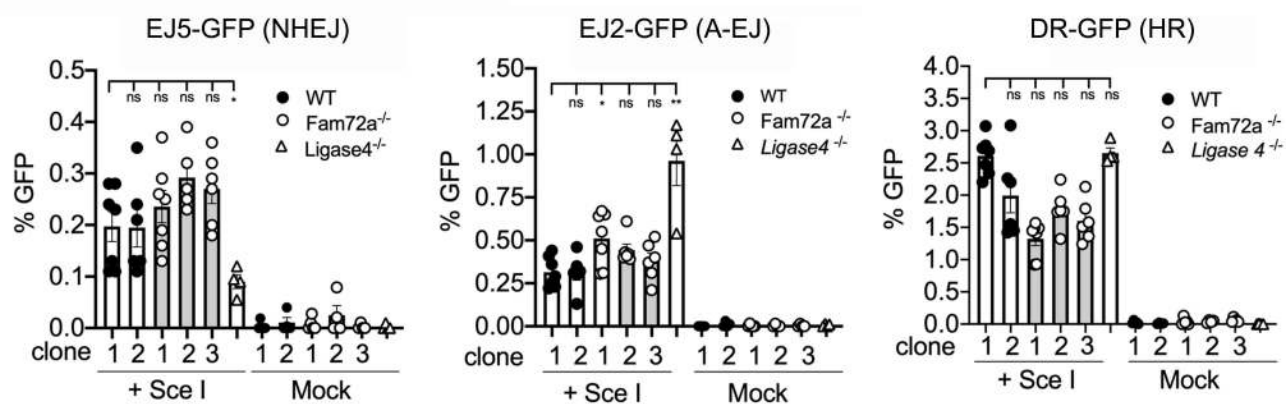 EJ5-GFP (NHEJ)
0.5
0.4
0.3
0.2
0.1
0.0
% GFP
ns ns ns ns *
WT
Fam72a-/-
Ligase4-/-
clone 1 2 1 2 3 1 2 1 2 3
+ Sce I Mock
EJ2-GFP (A-EJ)
1.50
1.25
1.00
0.75
0.50
0.25
0.00
% GFP
ns * ns ns **
WT
Fam72a-/-
Ligase4-/-
clone 1 2 1 2 3 1 2 1 2 3
+ Sce I Mock
DR-GFP (HR)
4.0
3.5
3.0
2.5
2.0
1.5
1.0
0.5
0.0
% GFP
ns ns ns ns ns
WT
Fam72a -/-
Ligase 4 -/-
clone 1 2 1 2 3 1 2 1 2 3
+ Sce I Mock